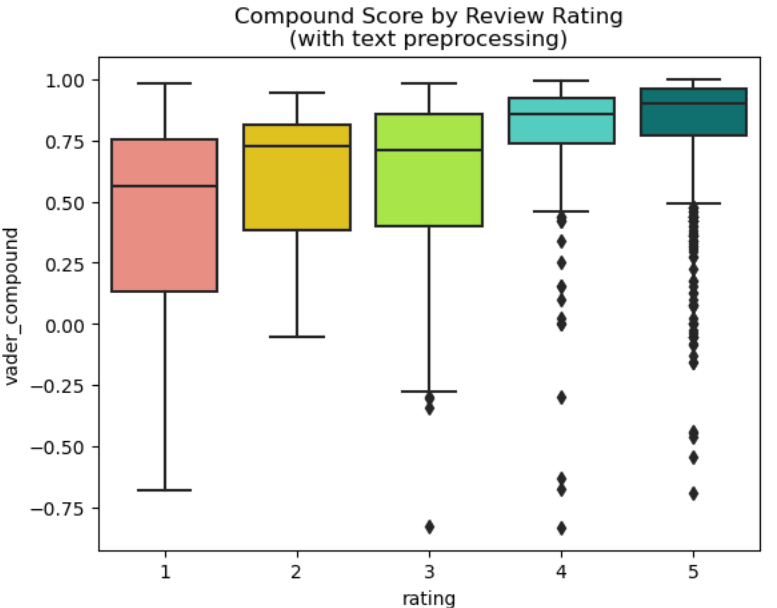 Compound Score by Review Rating
(with text preprocessing)
vader_compound
1.00
0.75
0.50
0.25
0.00
−0.25
−0.50
−0.75
1 2 3 4 5
rating